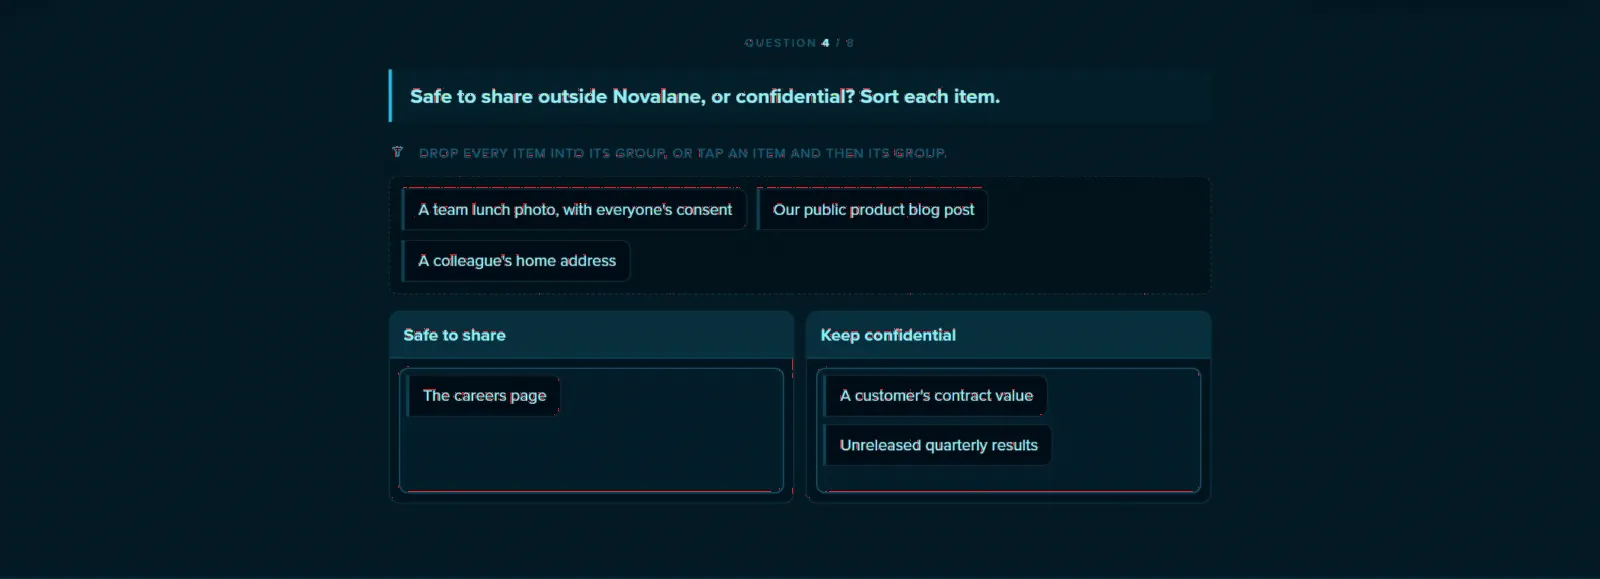 QUESTION 4 / 8
Safe to share outside Novalane, or confidential? Sort each item.
DROP EVERY ITEM INTO ITS GROUP, OR TAP AN ITEM AND THEN ITS GROUP.
A team lunch photo, with everyone's consent
Our public product blog post
A colleague's home address
Safe to share
The careers page
Keep confidential
A customer's contract value
Unreleased quarterly results